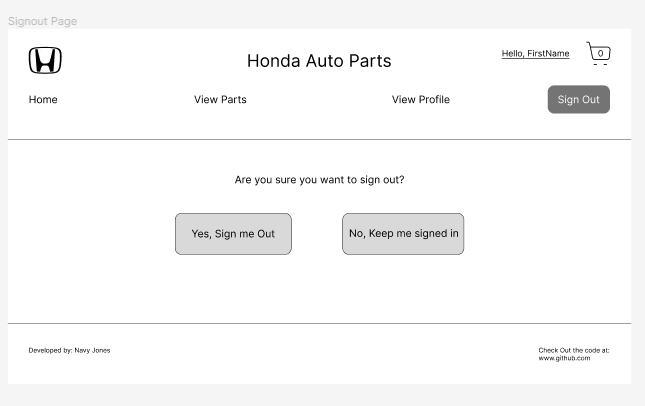 Signout Page
Honda Auto Parts
Hello, FirstName
0
Home
View Parts
View Profile
Sign Out
Are you sure you want to sign out?
Yes, Sign me Out
No, Keep me signed in
Developed by: Navy Jones
Check Out the code at:
www.github.com